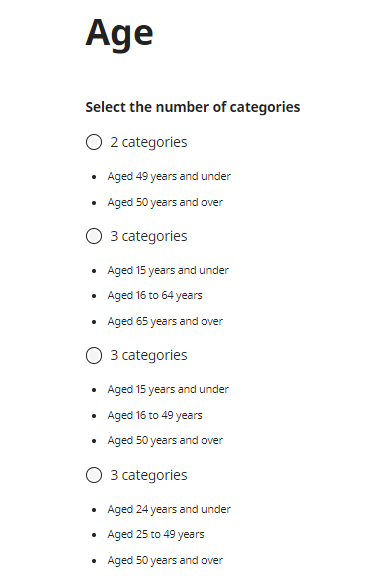 Age
Select the number of categories
2 categories
Aged 49 years and under
Aged 50 years and over
3 categories
Aged 15 years and under
Aged 16 to 64 years
Aged 65 years and over
3 categories
Aged 15 years and under
Aged 16 to 49 years
Aged 50 years and over
3 categories
Aged 24 years and under
Aged 25 to 49 years
Aged 50 years and over